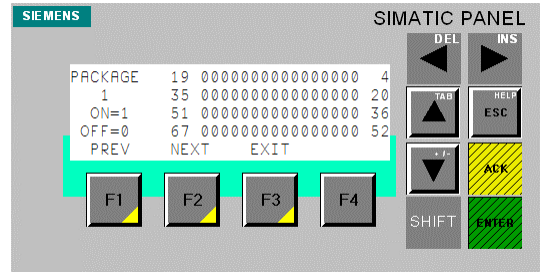 SIEMENS
SIMATIC PANEL
DEL
INS
PACKAGE 19 0000000000000000 4
1 35 0000000000000000 20
ON=1 51 0000000000000000 36
OFF=0 67 0000000000000000 52
PREV NEXT EXIT
TAB
HELP
ESC
+ / -
ACK
F1 F2 F3 F4
SHIFT
ENTER